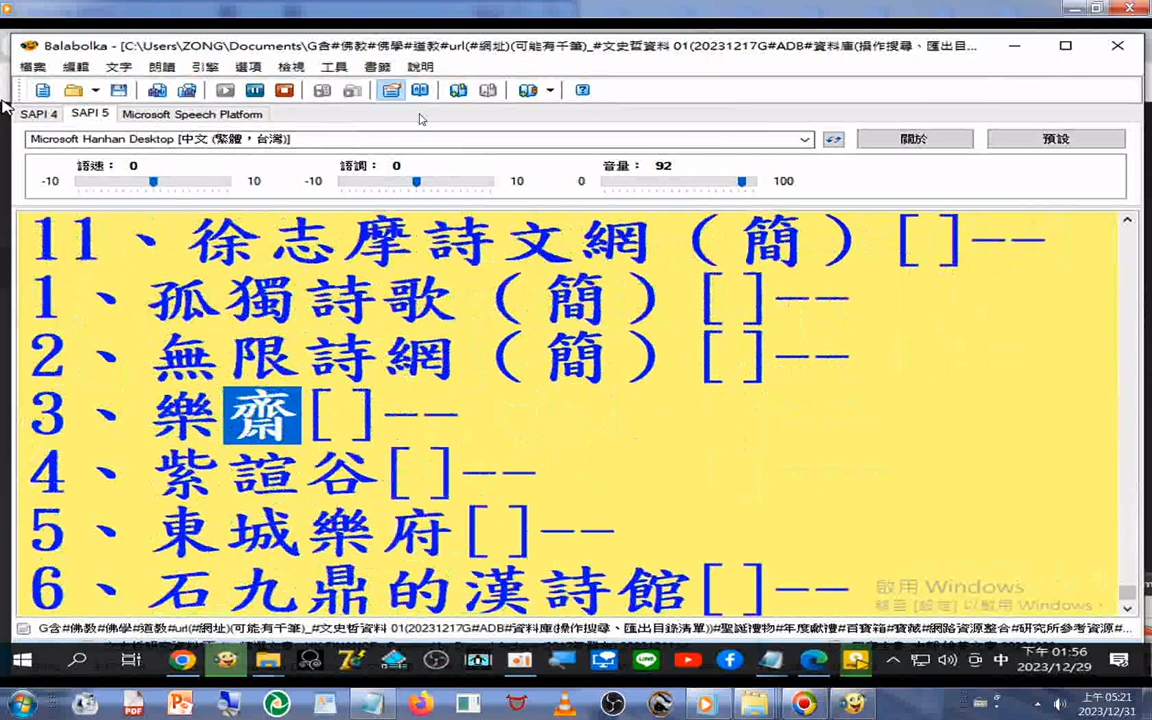 Balabolka - [C:\Users\ZONG\Documents\G含#佛教#佛學#道教#url(#網址)(可能有千筆)_#文史哲資料 01(20231217G#ADB#資料庫(操作搜尋、匯出目...
檔案 編輯 文字 朗讀 引擎 選項 檢視 工具 書籤 說明
SAPI 4 SAPI 5 Microsoft Speech Platform
Microsoft Hanhan Desktop [中文 (繁體，台灣)] 關於 預設
語速： 0 語調： 0 音量： 92
-10 10 -10 10 0 100
11、徐志摩詩文網（簡）[]--
1、孤獨詩歌（簡）[]--
2、無限詩網（簡）[]--
3、樂齋[]--
4、紫諠谷[]--
5、東城樂府[]--
6、石九鼎的漢詩館[]--
啟用 Windows
移至 [設定] 以啟用 Windows。
G含#佛教#佛學#道教#url(#網址)(可能有千筆)_#文史哲資料 01(20231217G#ADB#資料庫(操作搜尋、匯出目錄清單))#聖誕禮物#年度獻禮#百寶箱#寶藏#網路資源整合#研究所參考資源#...
中 下午 01:56
2023/12/29
上午 05:21
2023/12/31